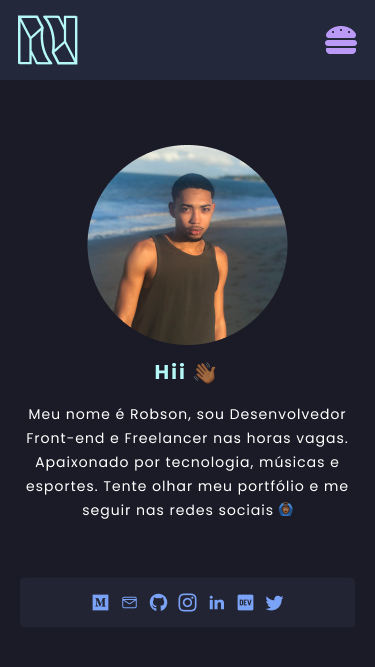 Hii 👋🏾
Meu nome é Robson, sou Desenvolvedor
Front-end e Freelancer nas horas vagas.
Apaixonado por tecnologia, músicas e
esportes. Tente olhar meu portfólio e me
seguir nas redes sociais
M in DEV